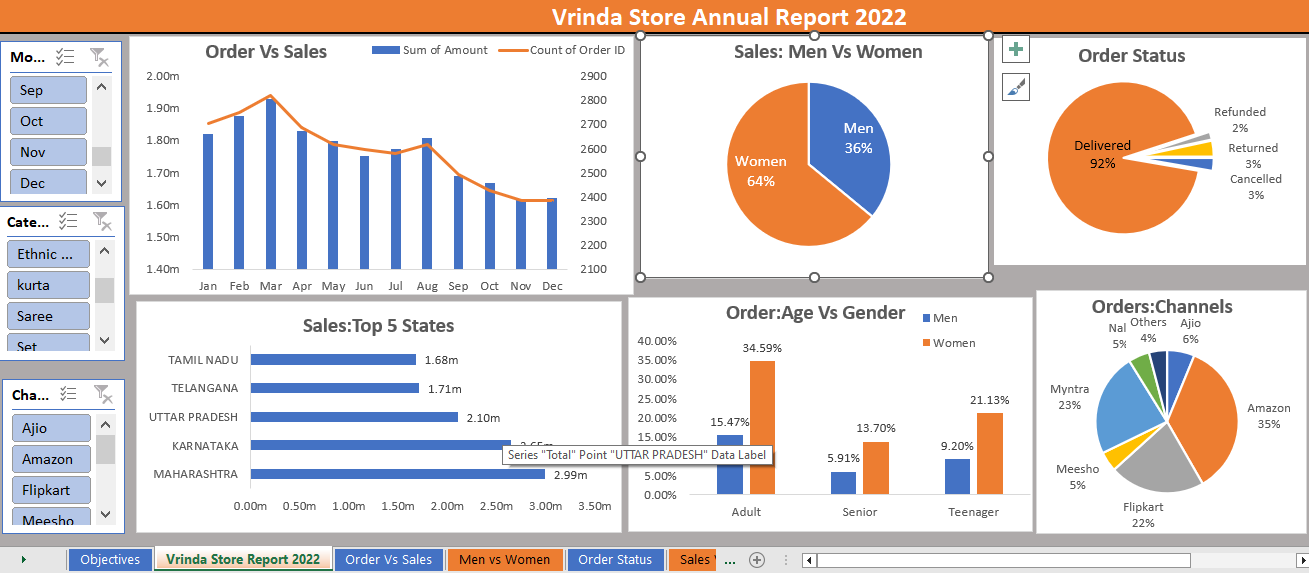 Vrinda Store Annual Report 2022
Mo...
Sep
Oct
Nov
Dec
Cate...
Ethnic ...
kurta
Saree
Set
Cha...
Ajio
Amazon
Flipkart
Meesho
Order Vs Sales
Sum of Amount
Count of Order ID
2.00m
1.90m
1.80m
1.70m
1.60m
1.50m
1.40m
2900
2800
2700
2600
2500
2400
2300
2200
2100
Jan Feb Mar Apr May Jun Jul Aug Sep Oct Nov Dec
Sales: Men Vs Women
Men
36%
Women
64%
Order Status
Delivered
92%
Refunded
2%
Returned
3%
Cancelled
3%
Sales:Top 5 States
TAMIL NADU 1.68m
TELANGANA 1.71m
UTTAR PRADESH 2.10m
KARNATAKA
MAHARASHTRA 2.99m
0.00m 0.50m 1.00m 1.50m 2.00m 2.50m 3.00m 3.50m
Series "Total" Point "UTTAR PRADESH" Data Label
Order:Age Vs Gender
Men
Women
40.00%
35.00%
30.00%
25.00%
20.00%
15.00%
5.00%
0.00%
15.47%
34.59%
5.91%
13.70%
9.20%
21.13%
Adult Senior Teenager
Orders:Channels
Nal
5%
Others
4%
Ajio
6%
Myntra
23%
Amazon
35%
Meesho
5%
Flipkart
22%
Objectives Vrinda Store Report 2022 Order Vs Sales Men vs Women Order Status Sales ...